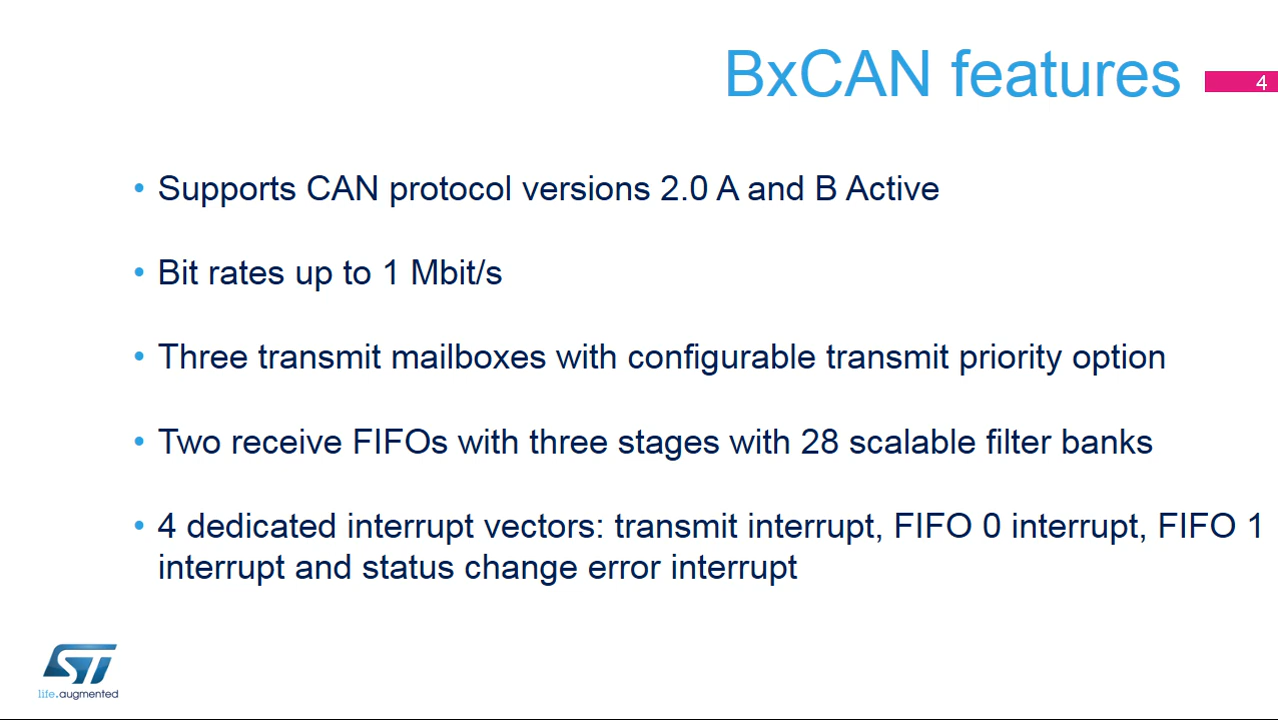 BxCAN features
4
• Supports CAN protocol versions 2.0 A and B Active
• Bit rates up to 1 Mbit/s
• Three transmit mailboxes with configurable transmit priority option
• Two receive FIFOs with three stages with 28 scalable filter banks
• 4 dedicated interrupt vectors: transmit interrupt, FIFO 0 interrupt, FIFO 1
interrupt and status change error interrupt
ST
life.augmented